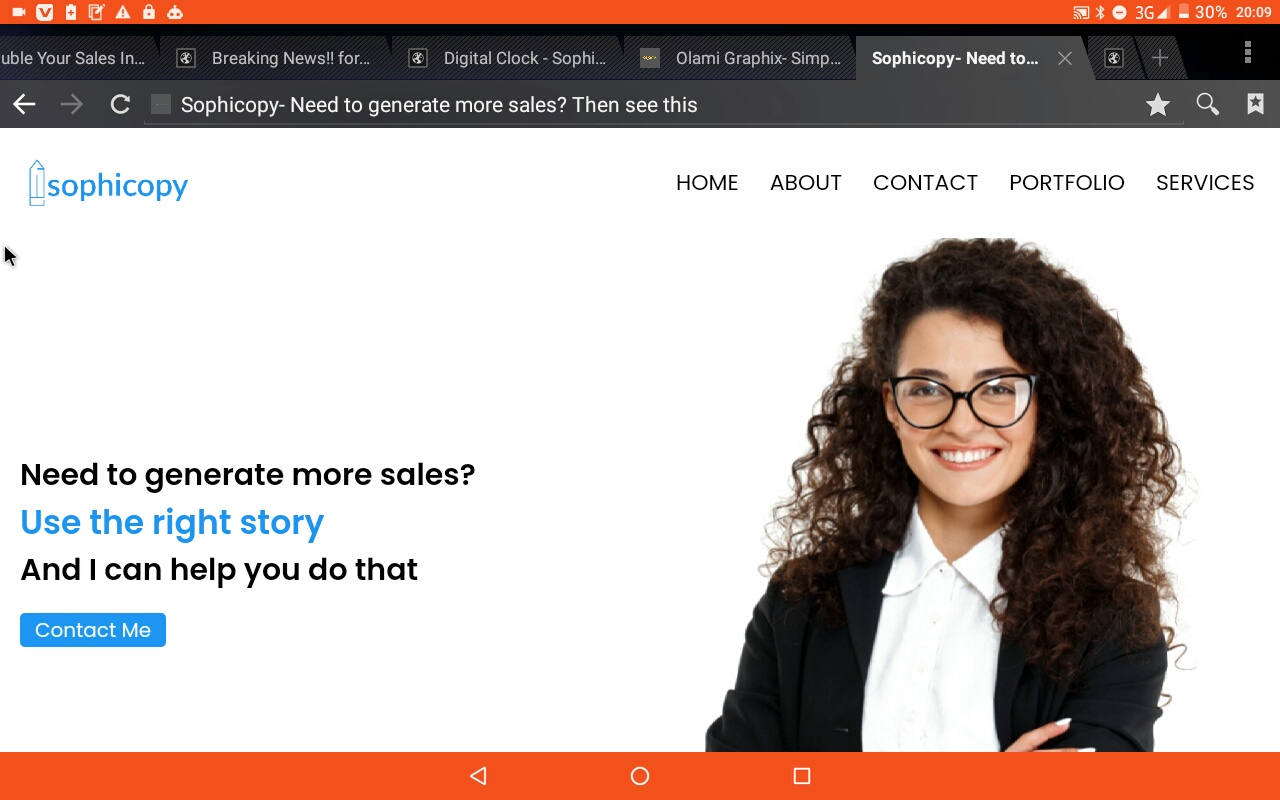 3G 30% 20:09
uble Your Sales In...
Breaking News!! for...
Digital Clock - Sophi...
Olami Graphix- Simp...
Sophicopy- Need to...
Sophicopy- Need to generate more sales? Then see this
sophicopy
HOME ABOUT CONTACT PORTFOLIO SERVICES
Need to generate more sales?
Use the right story
And I can help you do that
Contact Me